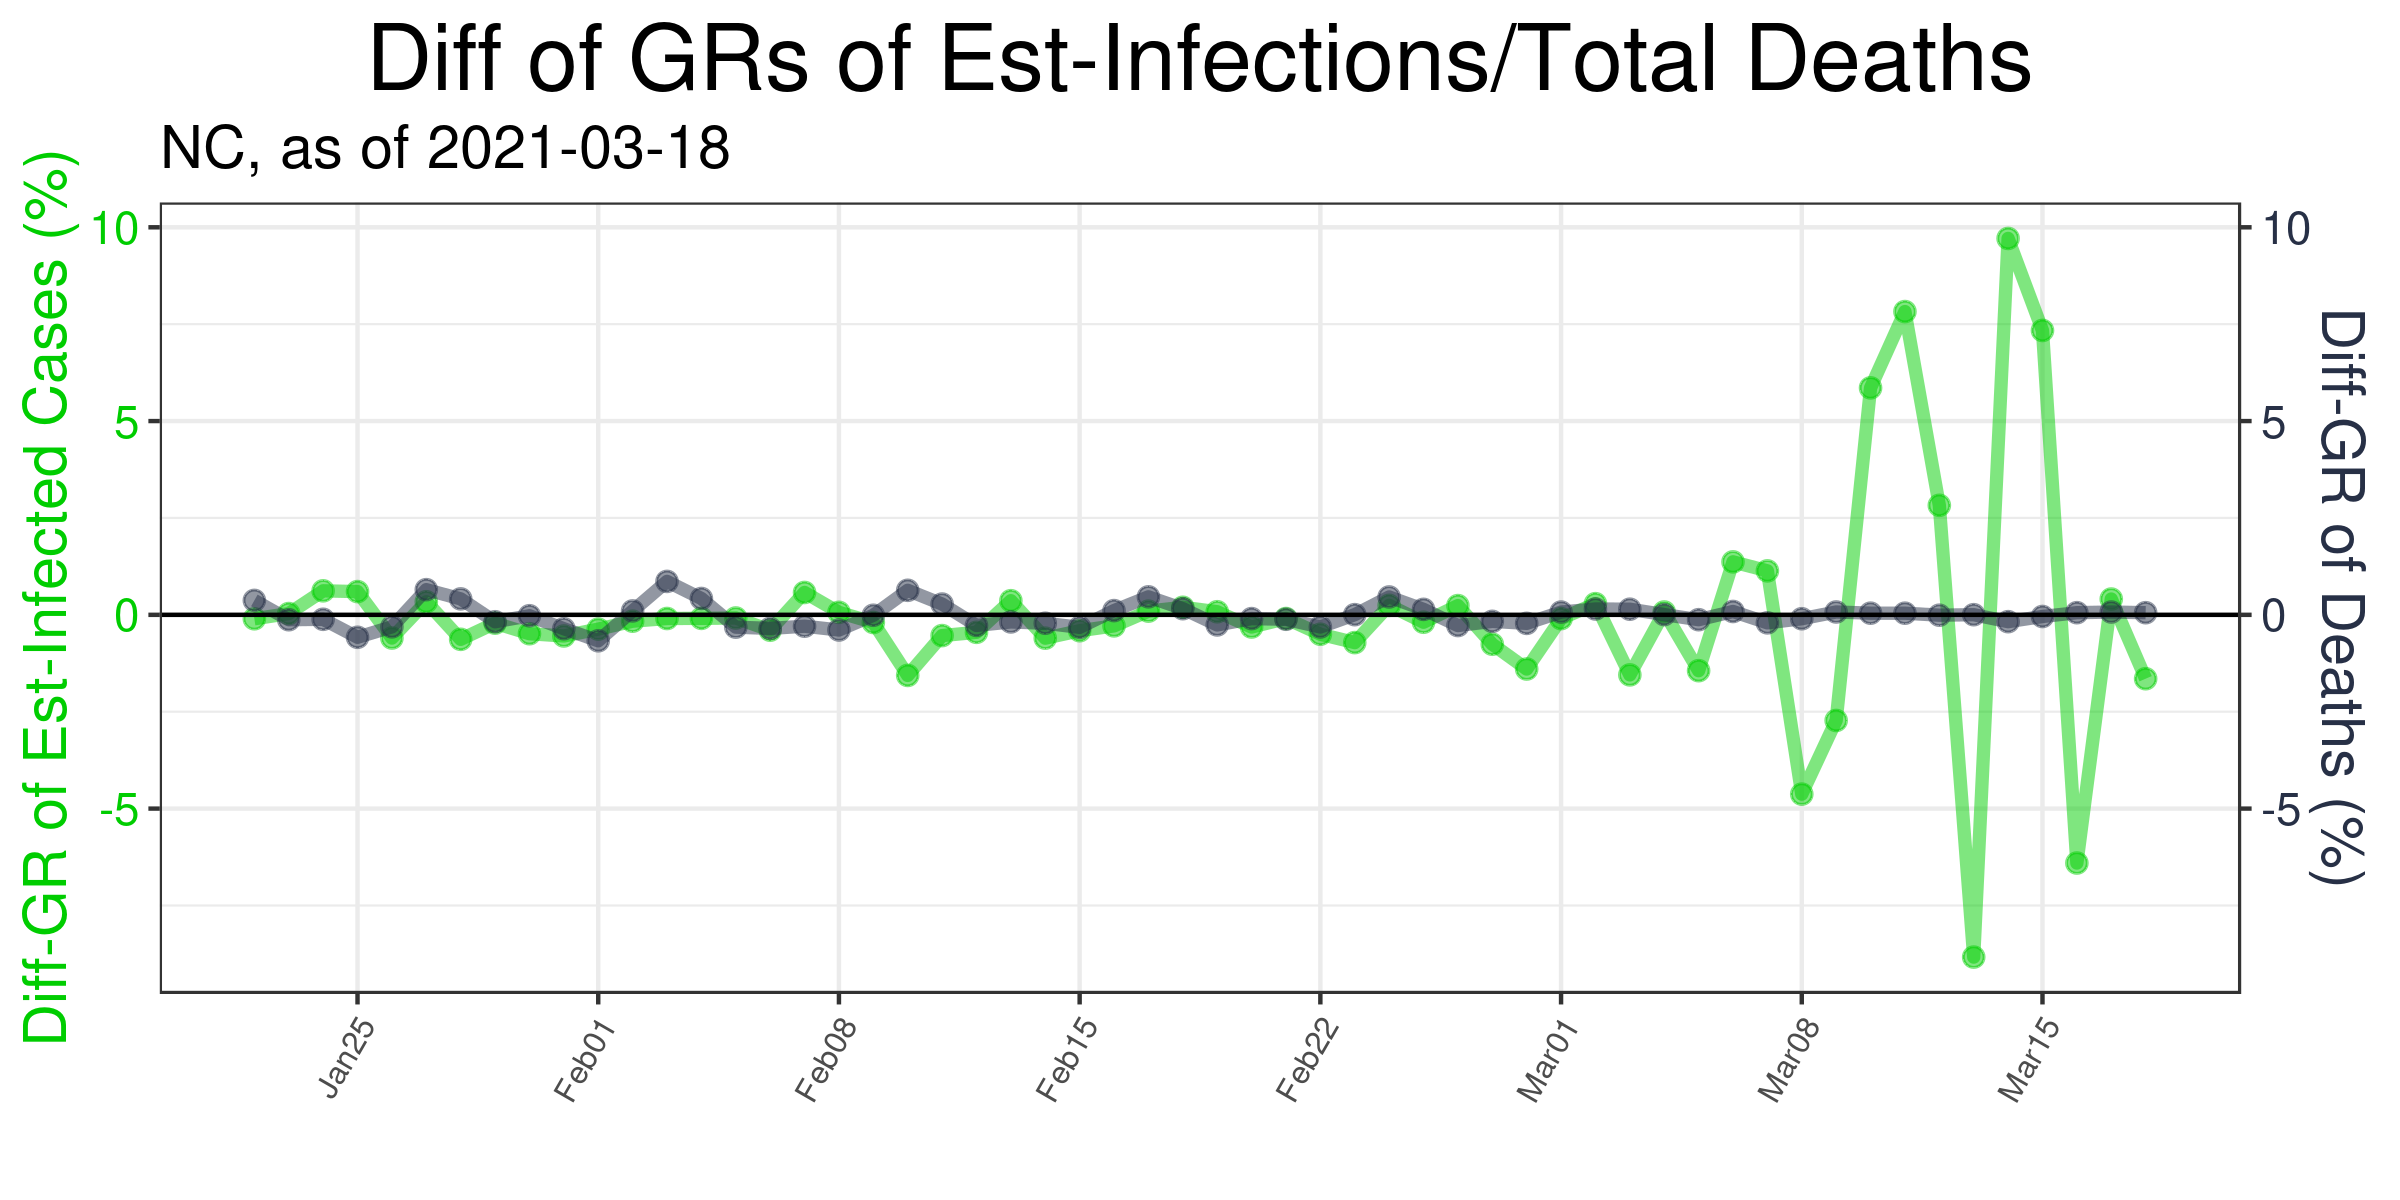 Diff of GRs of Est-Infections/Total Deaths
NC, as of 2021-03-18
Diff-GR of Est-Infected Cases (%)
10
5
0
-5
10
5
0
-5
Diff-GR of Deaths (%)
Jan25
Feb01
Feb08
Feb15
Feb22
Mar01
Mar08
Mar15